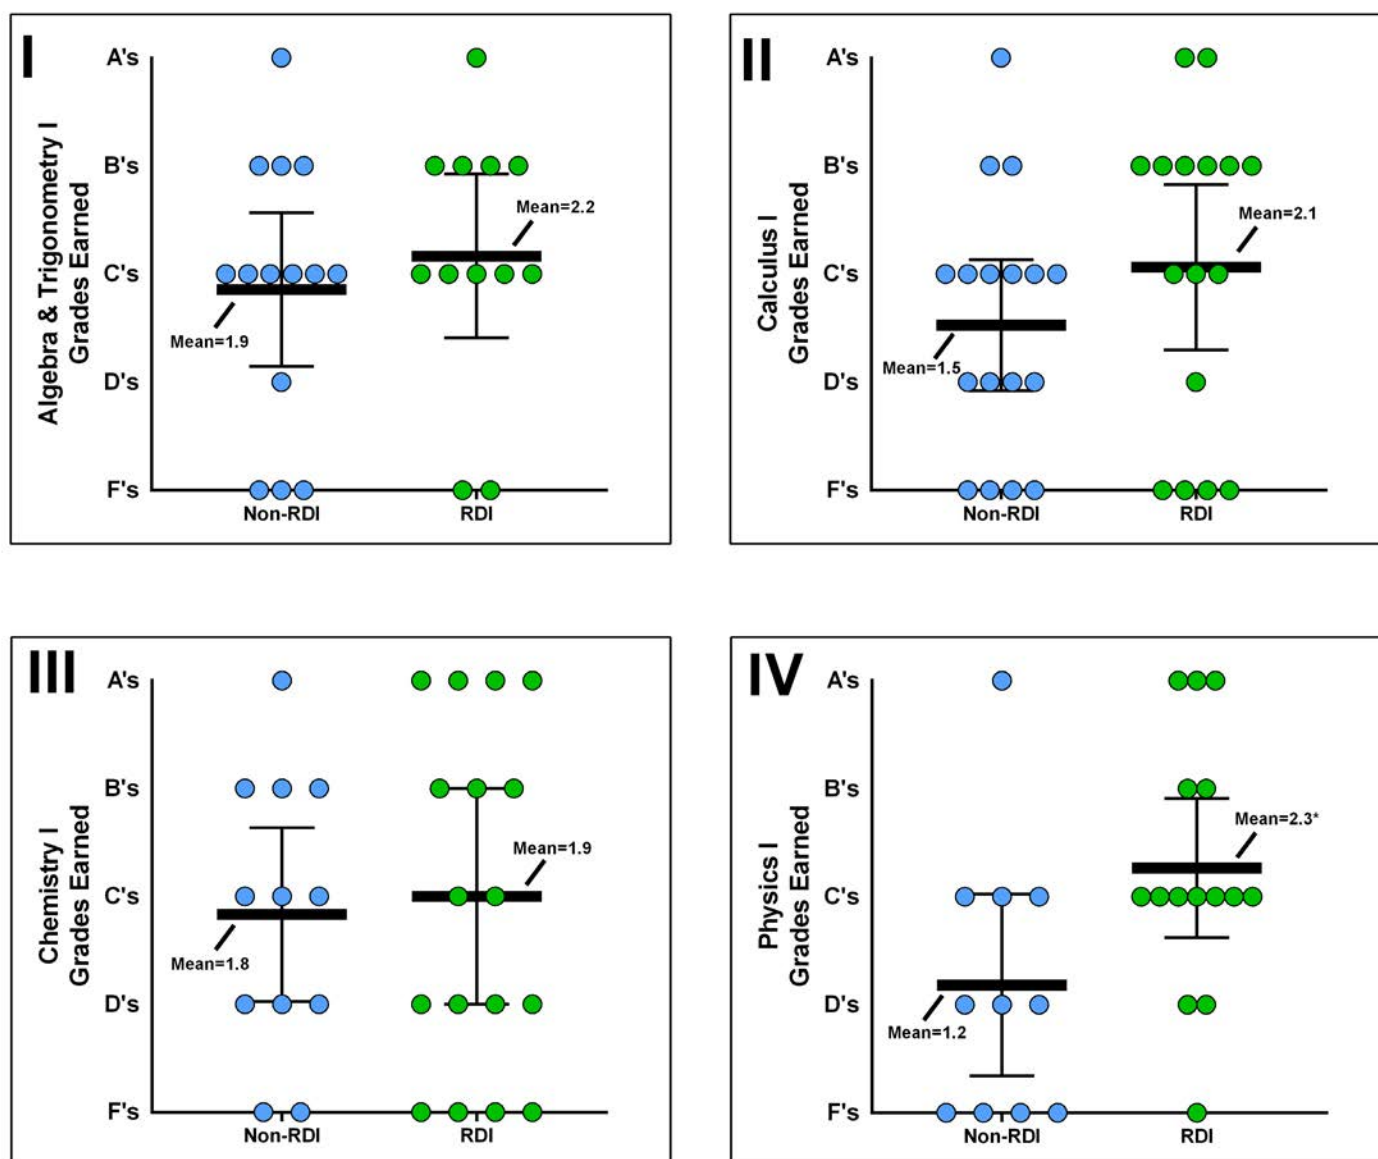 I
Algebra & Trigonometry I
Grades Earned
A's
B's
C's
D's
F's
Mean=1.9
Mean=2.2
Non-RDI
RDI
II
Calculus I
Grades Earned
A's
B's
C's
D's
F's
Mean=1.5
Mean=2.1
Non-RDI
RDI
III
Chemistry I
Grades Earned
A's
B's
C's
D's
F's
Mean=1.8
Mean=1.9
Non-RDI
RDI
IV
Physics I
Grades Earned
A's
B's
C's
D's
F's
Mean=1.2
Mean=2.3*
Non-RDI
RDI